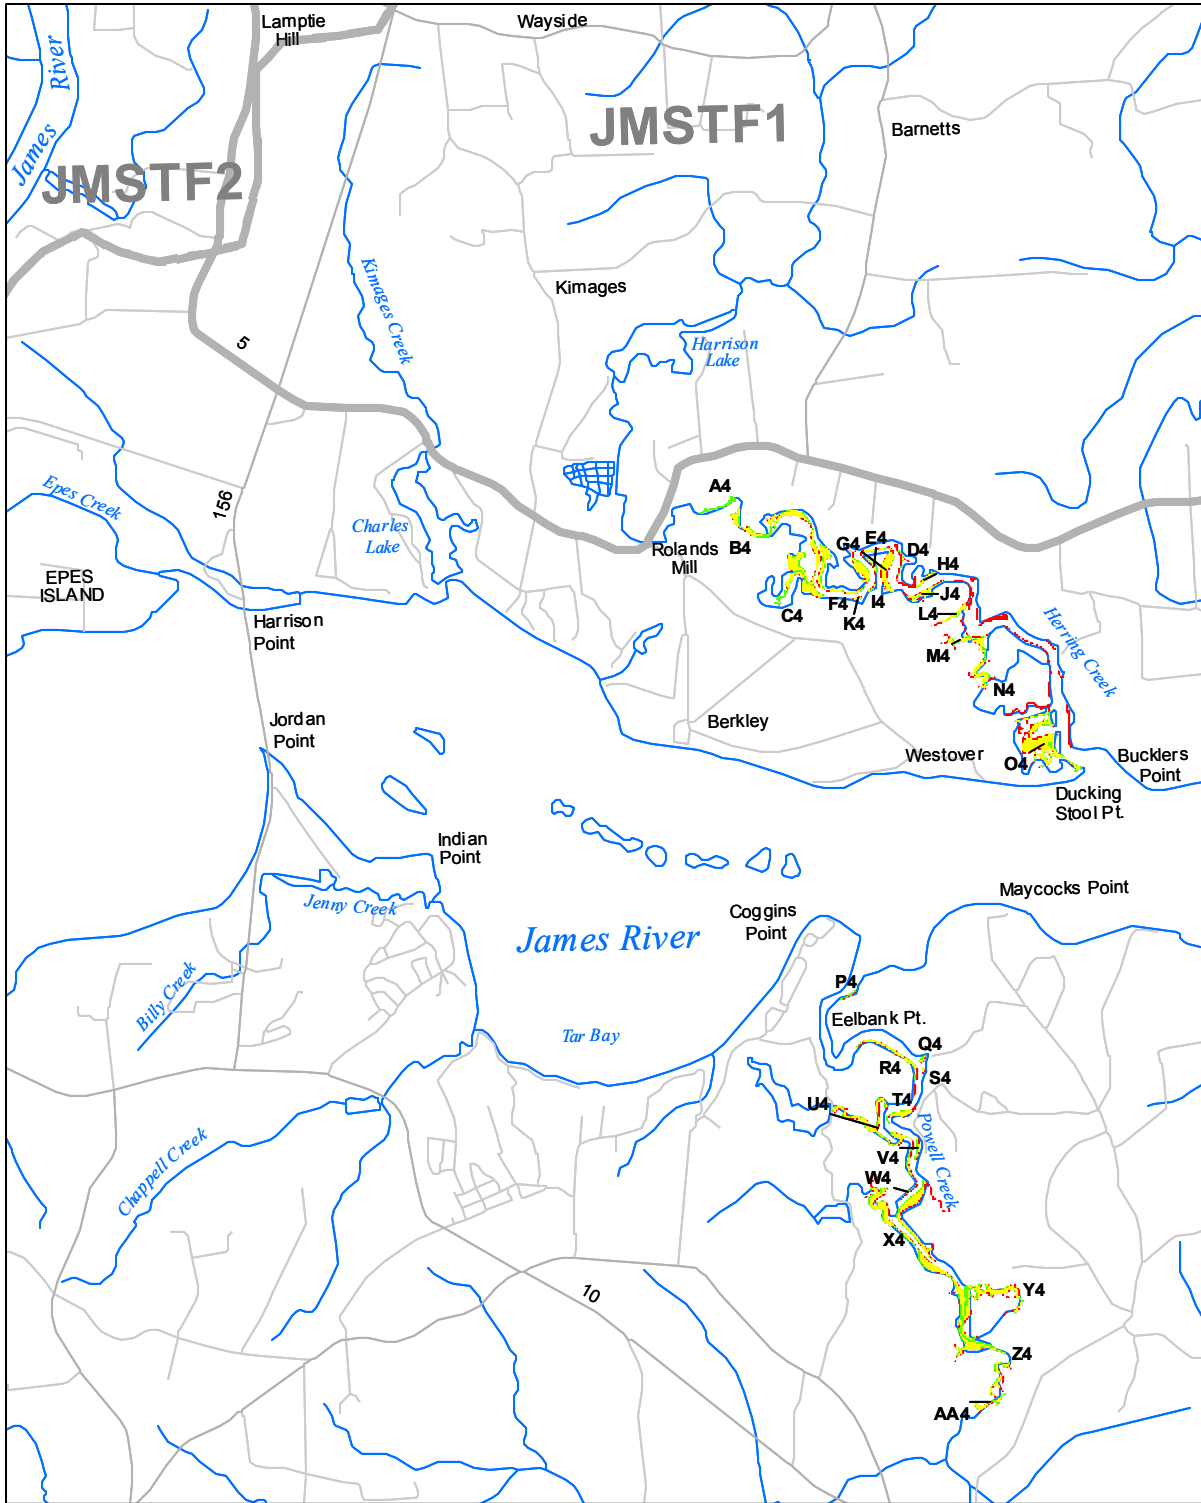 Lamptie
Hill
Wayside
James
River
JMSTF1
JMSTF2
Barnetts
Kimages Creek
Kimages
Harrison
Lake
5
156
Epes Creek
Charles
Lake
EPES
ISLAND
Harrison
Point
Rolands
Mill
A4
B4
C4
G4
E4
D4
H4
F4
I4
J4
K4
L4
M4
N4
O4
Herring Creek
Jordan
Point
Berkley
Westover
Bucklers
Point
Ducking
Stool Pt.
Indian
Point
Jenny Creek
Maycocks Point
Coggins
Point
James River
Billy Creek
P4
Eelbank Pt.
Tar Bay
Q4
R4
S4
T4
U4
V4
Powell Creek
W4
Chappell Creek
X4
10
Y4
Z4
AA4